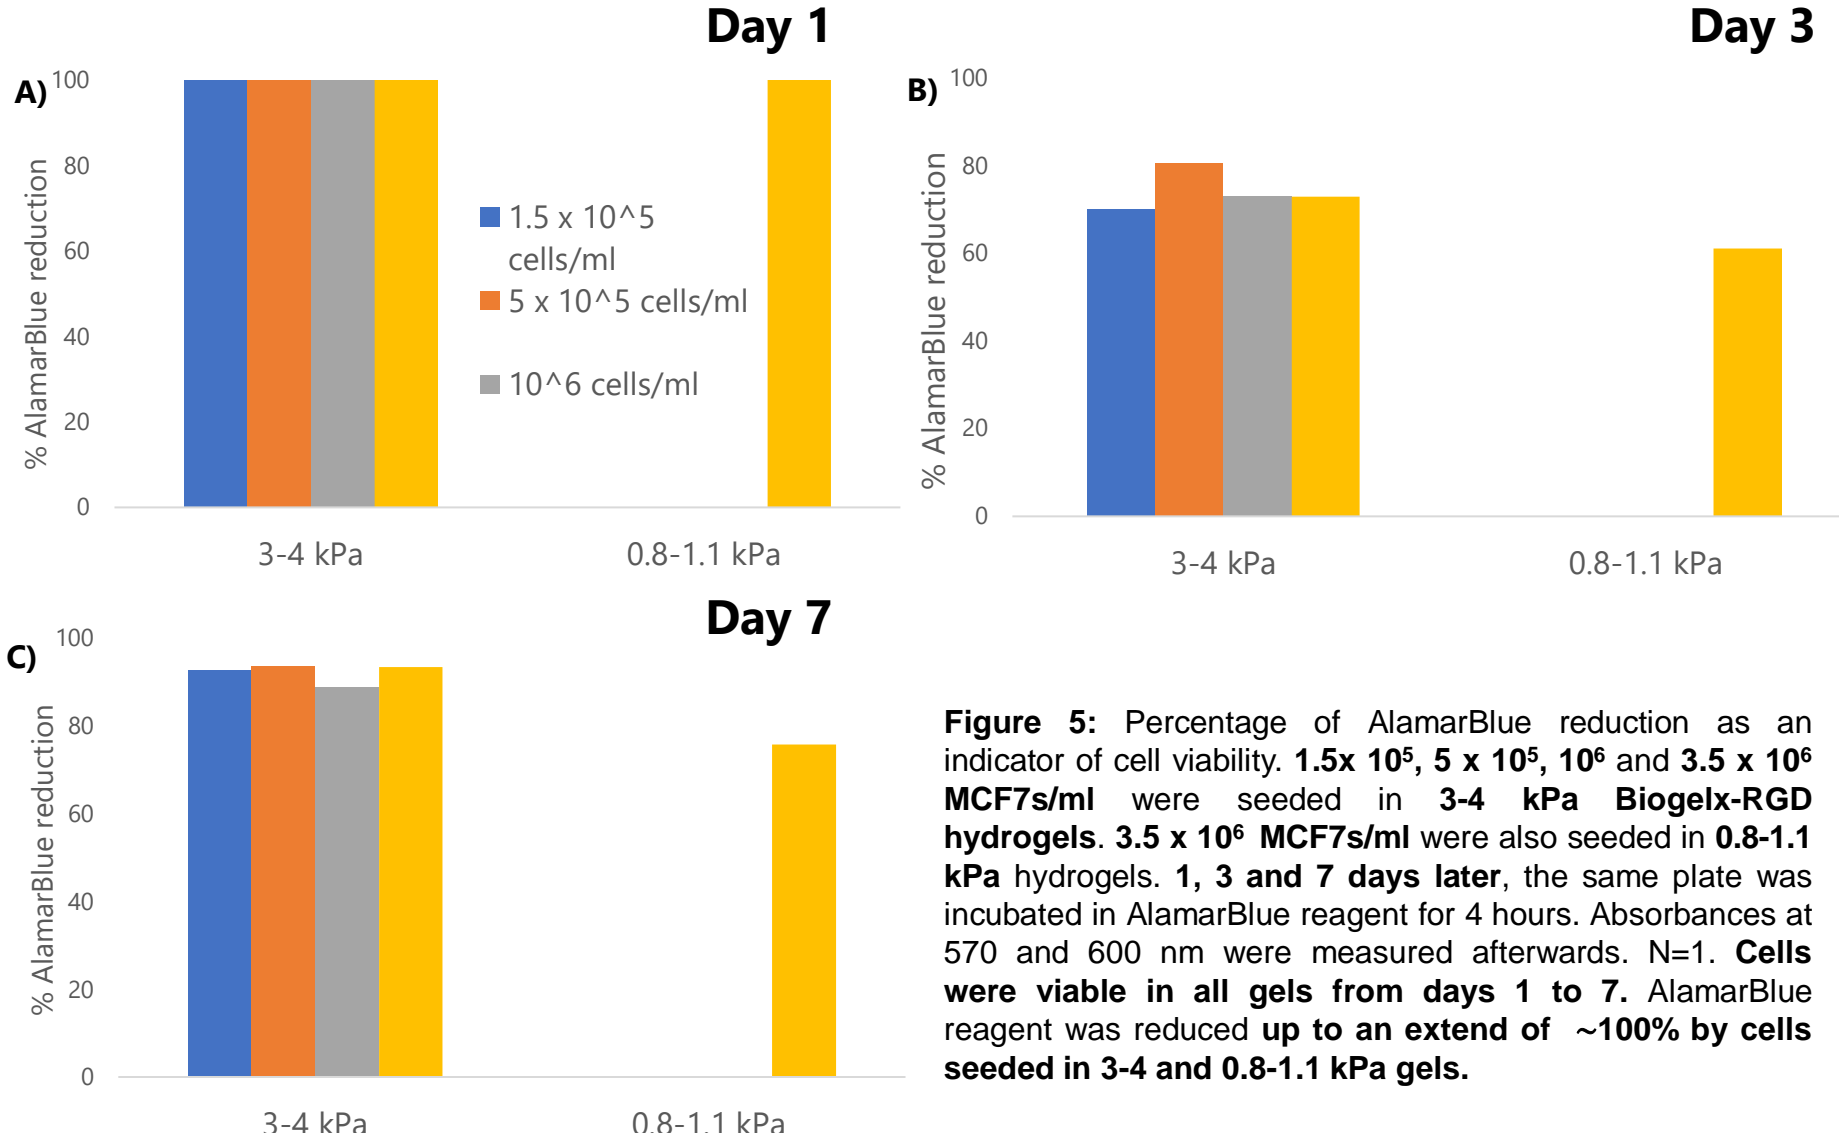 Day 1
A)
100
80
60
40
20
0
% AlamarBlue reduction
1.5 x 10^5
cells/ml
5 x 10^5 cells/ml
10^6 cells/ml
3-4 kPa
0.8-1.1 kPa
Day 3
B)
100
80
60
40
20
0
% AlamarBlue reduction
3-4 kPa
0.8-1.1 kPa
Day 7
C)
100
80
60
40
20
0
% AlamarBlue reduction
3-4 kPa
0.8-1.1 kPa
Figure 5: Percentage of AlamarBlue reduction as an
indicator of cell viability. 1.5x 10⁵, 5 x 10⁵, 10⁶ and 3.5 x 10⁶
MCF7s/ml were seeded in 3-4 kPa Biogelx-RGD
hydrogels. 3.5 x 10⁶ MCF7s/ml were also seeded in 0.8-1.1
kPa hydrogels. 1, 3 and 7 days later, the same plate was
incubated in AlamarBlue reagent for 4 hours. Absorbances at
570 and 600 nm were measured afterwards. N=1. Cells
were viable in all gels from days 1 to 7. AlamarBlue
reagent was reduced up to an extend of ~100% by cells
seeded in 3-4 and 0.8-1.1 kPa gels.